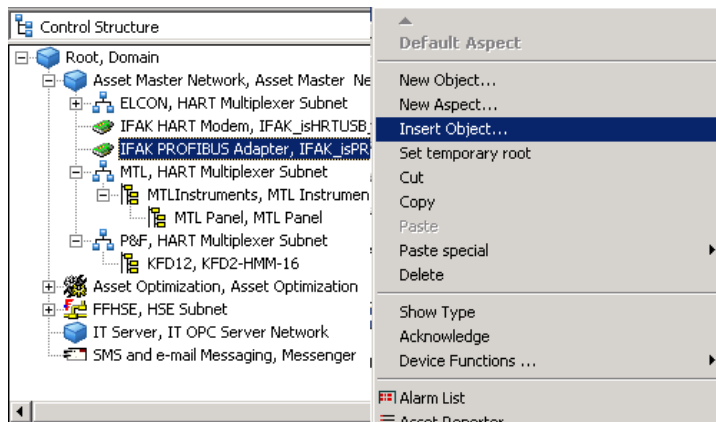 Control Structure
Root, Domain
Asset Master Network, Asset Master Ne
ELCON, HART Multiplexer Subnet
IFAK HART Modem, IFAK_isHRTUSB
IFAK PROFIBUS Adapter, IFAK_isPR
MTL, HART Multiplexer Subnet
MTLInstruments, MTL Instrumen
MTL Panel, MTL Panel
P&F, HART Multiplexer Subnet
KFD12, KFD2-HMM-16
Asset Optimization, Asset Optimization
FFHSE, HSE Subnet
IT Server, IT OPC Server Network
SMS and e-mail Messaging, Messenger
Default Aspect
New Object...
New Aspect...
Insert Object...
Set temporary root
Cut
Copy
Paste
Paste special
Delete
Show Type
Acknowledge
Device Functions ...
Alarm List
Asset Reporter